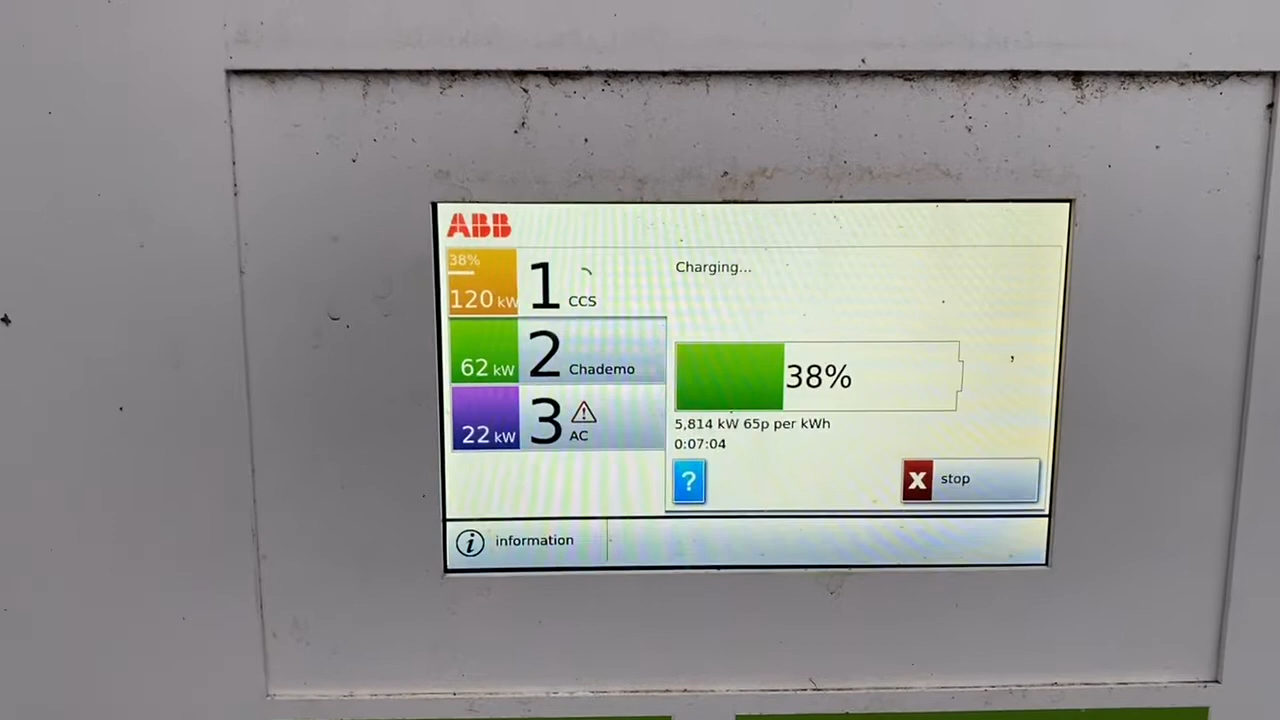 ABB
38%
120 kW
1
CCS
62 kW
2
Chademo
22 kW
3
AC
Charging...
38%
5,814 kW 65p per kWh
0:07:04
?
X stop
i information